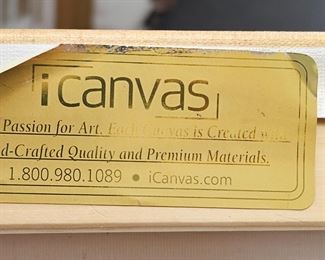 icanvas
Passion for Art. Each Canvas is Created with
d-Crafted Quality and Premium Materials.
1.800.980.1089 • iCanvas.com